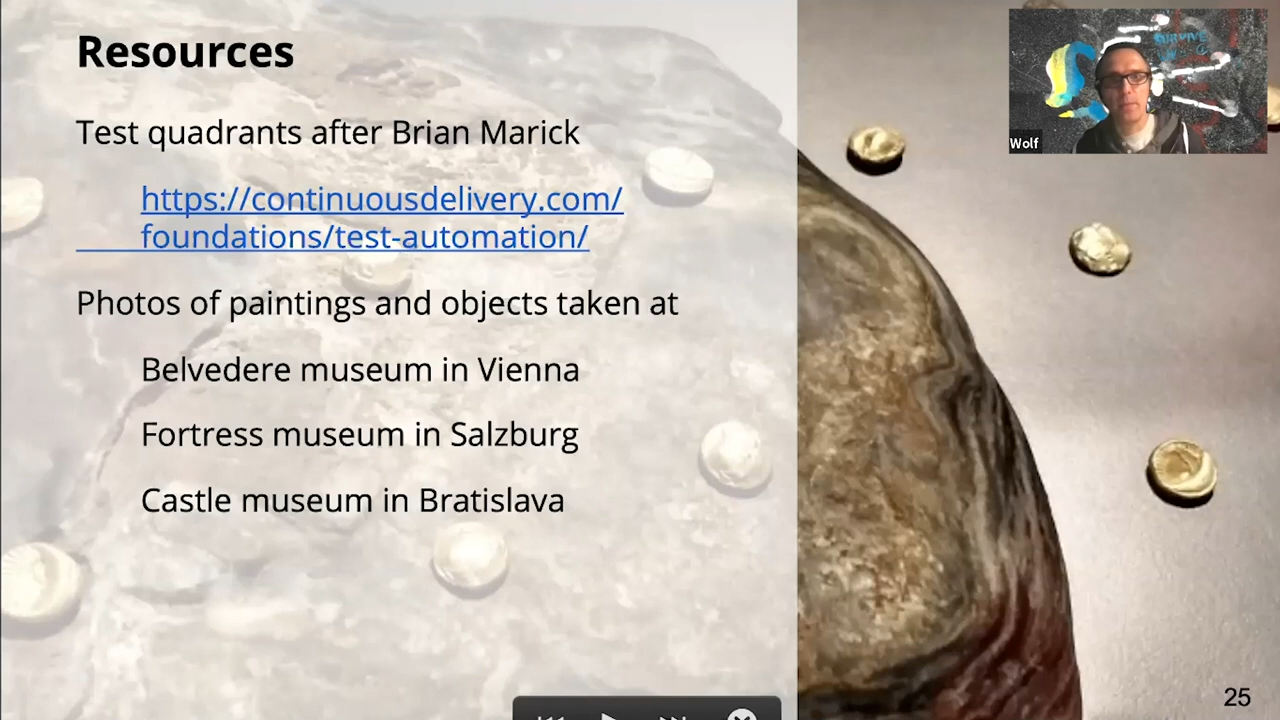 Resources
Test quadrants after Brian Marick
https://continuousdelivery.com/
foundations/test-automation/
Photos of paintings and objects taken at
Belvedere museum in Vienna
Fortress museum in Salzburg
Castle museum in Bratislava
SURVIVE
Wolf
25